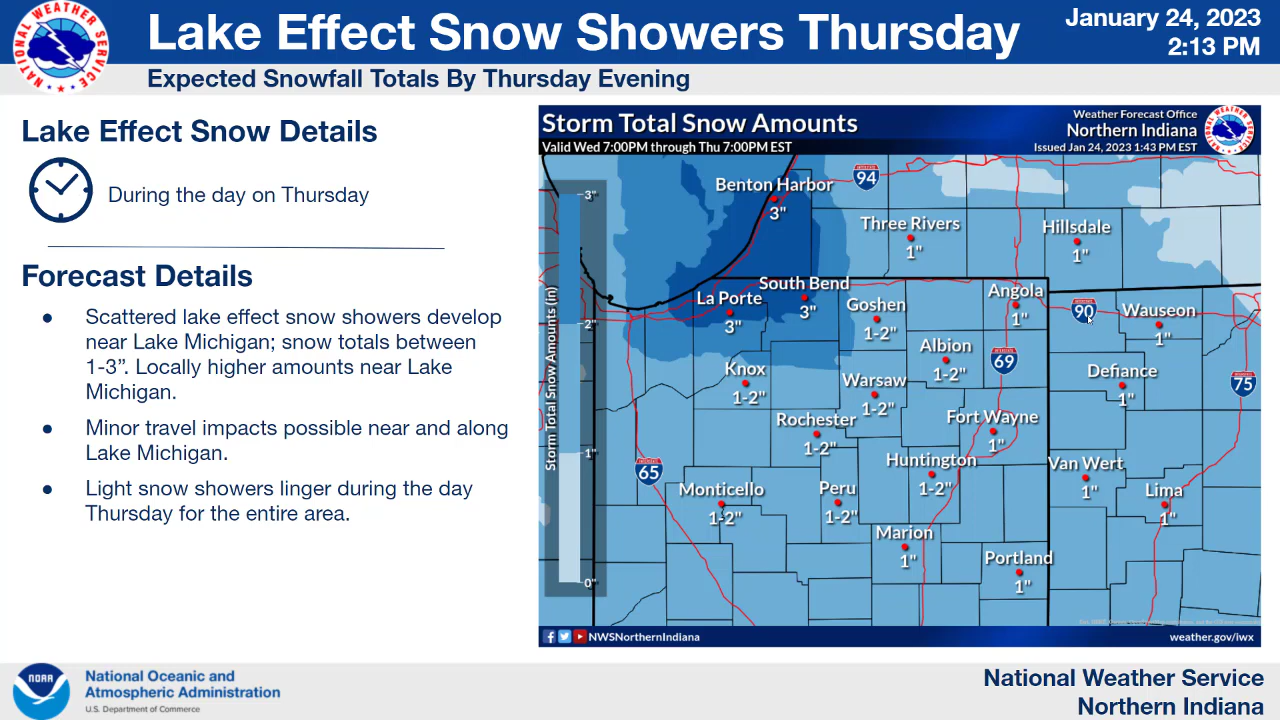 Lake Effect Snow Showers Thursday
January 24, 2023
2:13 PM
NATIONAL WEATHER SERVICE
Expected Snowfall Totals By Thursday Evening
Lake Effect Snow Details
During the day on Thursday
Forecast Details
● Scattered lake effect snow showers develop
near Lake Michigan; snow totals between
1-3”. Locally higher amounts near Lake
Michigan.
● Minor travel impacts possible near and along
Lake Michigan.
● Light snow showers linger during the day
Thursday for the entire area.
Storm Total Snow Amounts
Valid Wed 7:00PM through Thu 7:00PM EST
Weather Forecast Office
Northern Indiana
Issued Jan 24, 2023 1:43 PM EST
Storm Total Snow Amounts (in)
3"
2"
1"
0"
Benton Harbor
3"
94
Three Rivers
1"
Hillsdale
1"
La Porte
3"
South Bend
3"
Goshen
1-2"
Angola
1"
90
Wauseon
1"
Albion
1-2"
69
Knox
1-2"
Warsaw
1-2"
Defiance
1"
75
Rochester
1-2"
Fort Wayne
1"
65
Huntington
1-2"
Van Wert
1"
Monticello
1-2"
Peru
1-2"
Lima
1"
Marion
1"
Portland
1"
NWSNorthernIndiana
weather.gov/iwx
NOAA
National Oceanic and
Atmospheric Administration
U.S. Department of Commerce
National Weather Service
Northern Indiana